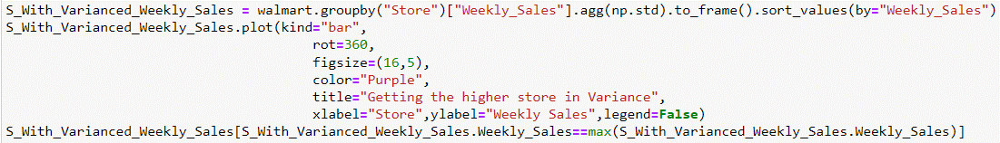 S_With_Varianced_Weekly_Sales = walmart.groupby("Store")["Weekly_Sales"].agg(np.std).to_frame().sort_values(by="Weekly_Sales")
S_With_Varianced_Weekly_Sales.plot(kind="bar",
rot=360,
figsize=(16,5),
color="Purple",
title="Getting the higher store in Variance",
xlabel="Store",ylabel="Weekly Sales",legend=False)
S_With_Varianced_Weekly_Sales[S_With_Varianced_Weekly_Sales.Weekly_Sales==max(S_With_Varianced_Weekly_Sales.Weekly_Sales)]